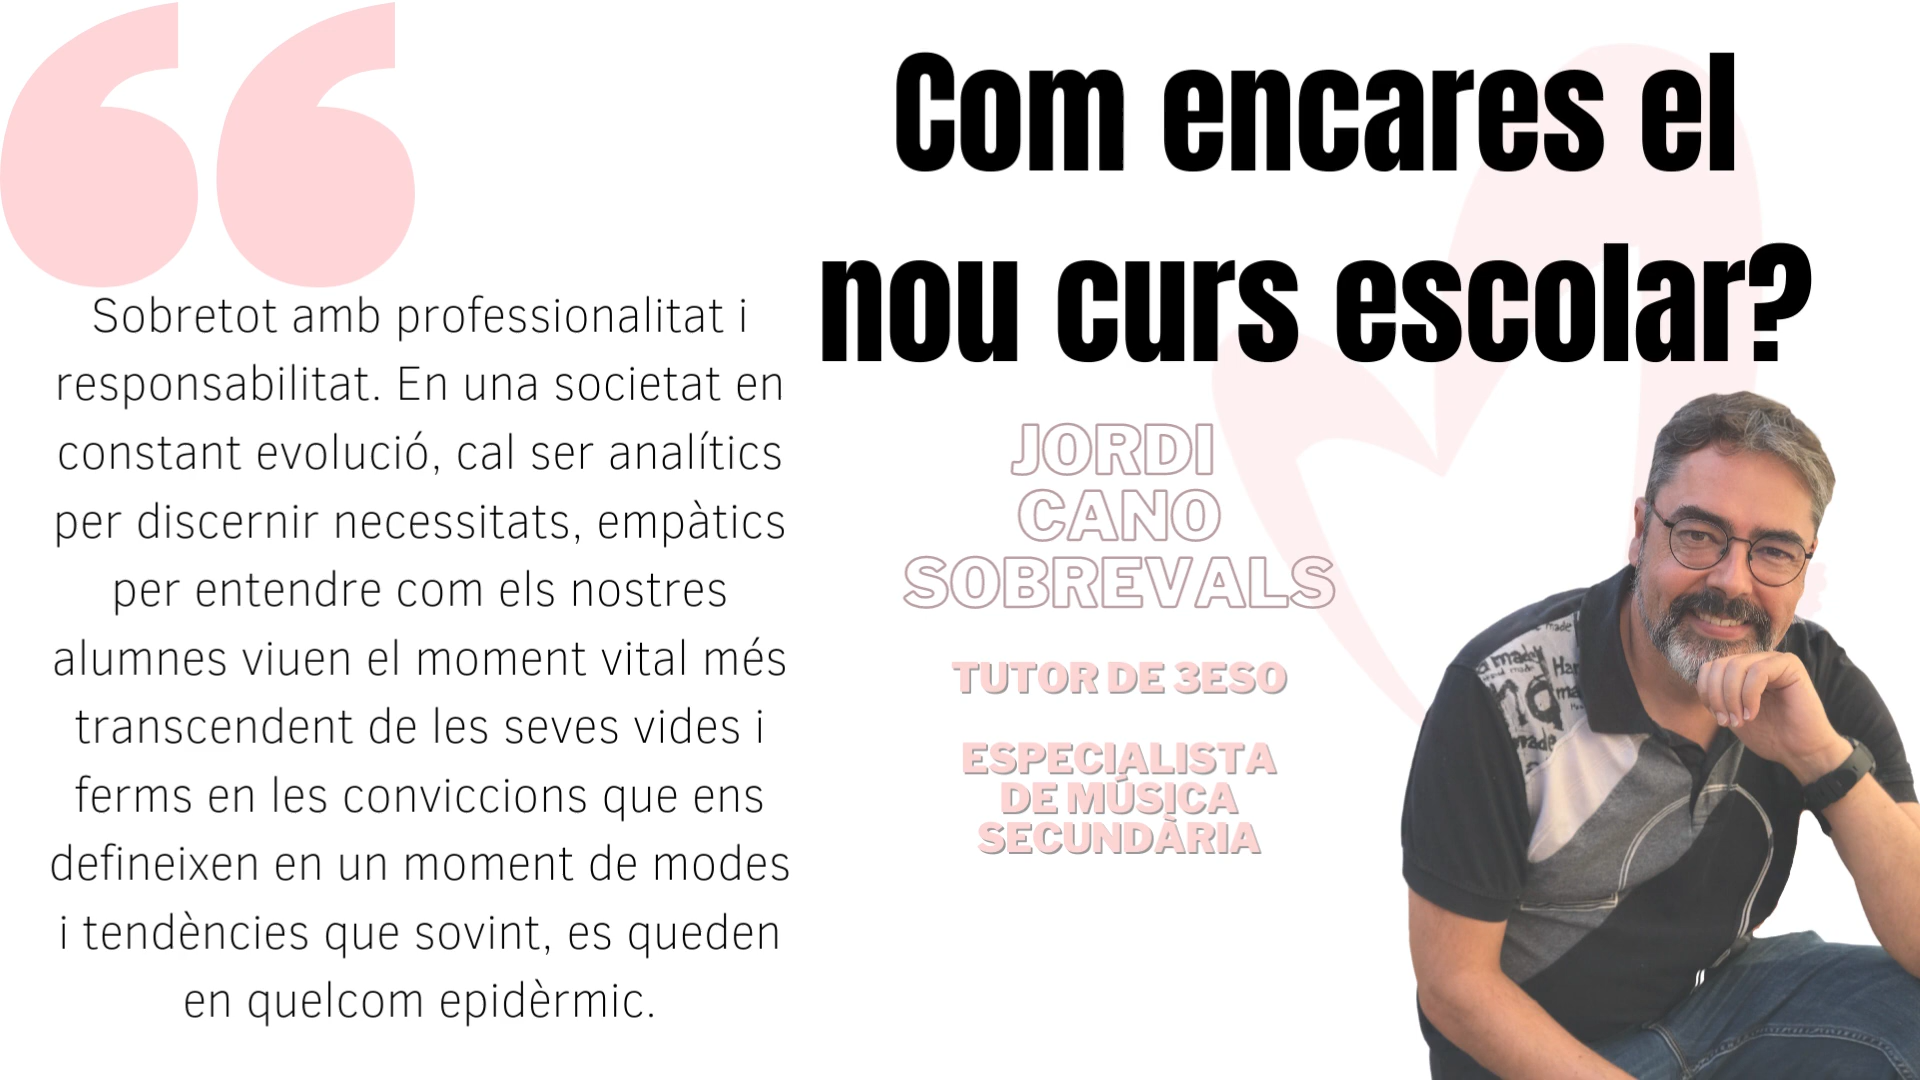 Com encares el
nou curs escolar?
Sobretot amb professionalitat i
responsabilitat. En una societat en
constant evolució, cal ser analítics
per discernir necessitats, empàtics
per entendre com els nostres
alumnes viuen el moment vital més
transcendent de les seves vides i
ferms en les conviccions que ens
defineixen en un moment de modes
i tendències que sovint, es queden
en quelcom epidèrmic.
JORDI
CANO
SOBREVALS
TUTOR DE 3ESO
ESPECIALISTA
DE MÚSICA
SECUNDÀRIA